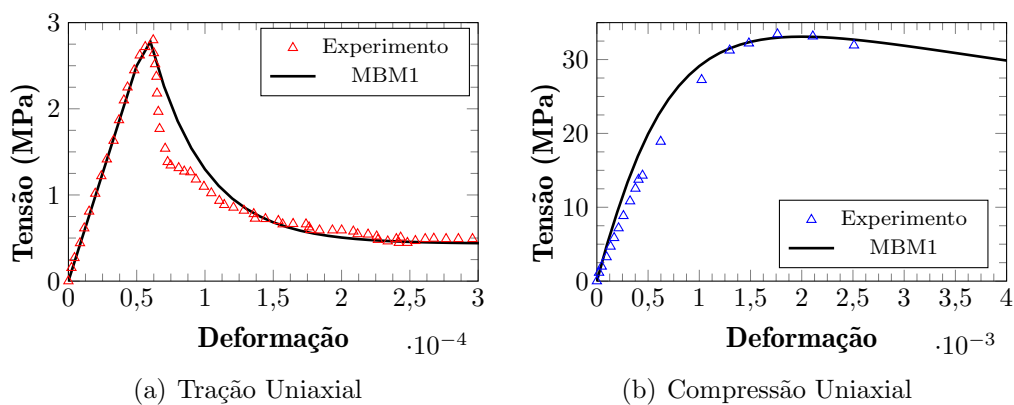 3
2
1
0
Tensão (MPa)
0
0,5
1
1,5
2
2,5
3
Deformação
·10⁻⁴
Experimento
MBM1
(a) Tração Uniaxial
30
20
10
0
Tensão (MPa)
0
0,5
1
1,5
2
2,5
3
3,5
4
Deformação
·10⁻³
Experimento
MBM1
(b) Compressão Uniaxial